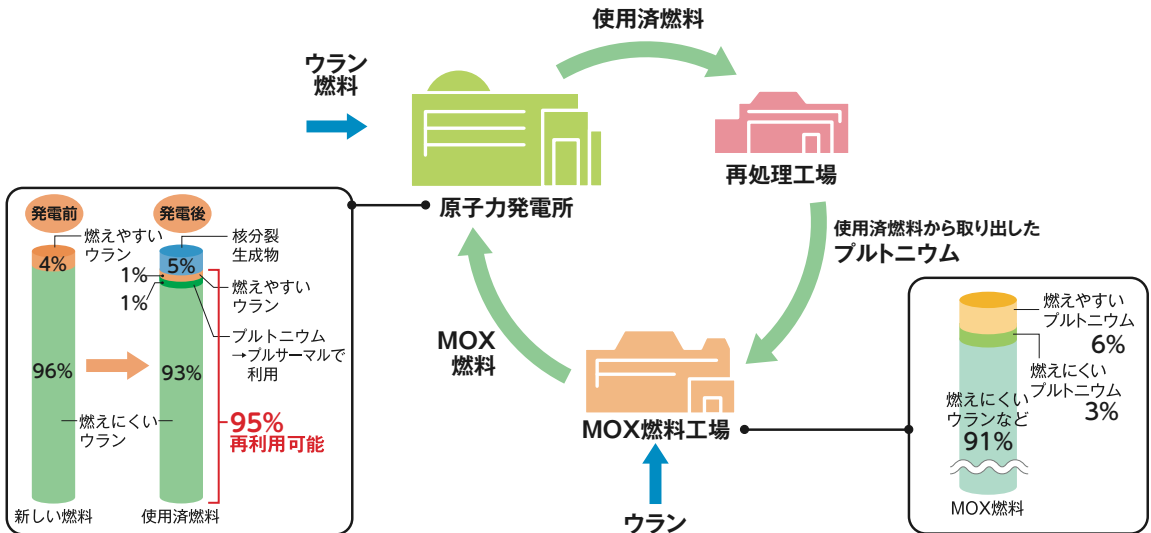 使用済燃料
ウラン
燃料
再処理工場
原子力発電所
使用済燃料から取り出した
プルトニウム
MOX
燃料
MOX燃料工場
ウラン
発電前
発電後
燃えやすい
ウラン
核分裂
生成物
4%
5%
1%
1%
燃えやすい
ウラン
プルトニウム
→プルサーマルで
利用
96%
93%
燃えにくい
ウラン
95%
再利用可能
新しい燃料
使用済燃料
燃えやすい
プルトニウム
6%
燃えにくい
プルトニウム
3%
燃えにくい
ウランなど
91%
MOX燃料